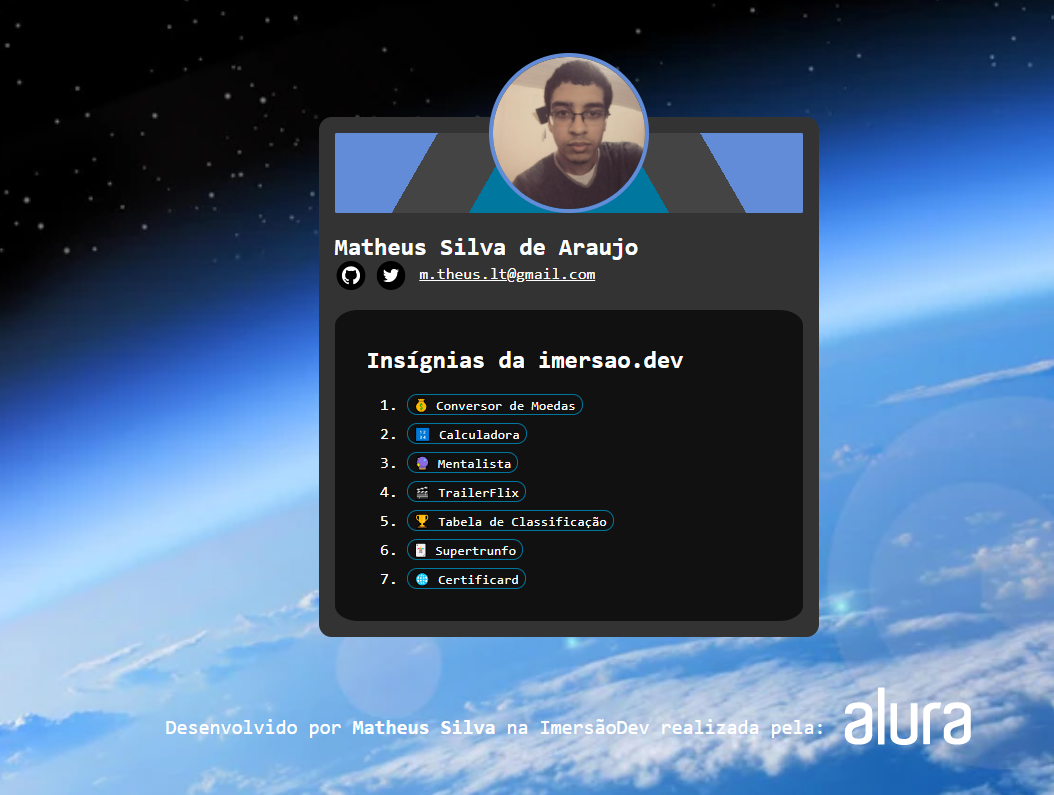 Matheus Silva de Araujo
m.theus.lt@gmail.com
Insígnias da imersao.dev
1. Conversor de Moedas
2. Calculadora
3. Mentalista
4. TrailerFlix
5. Tabela de Classificação
6. Supertrunfo
7. Certificard
Desenvolvido por Matheus Silva na ImersãoDev realizada pela: alura